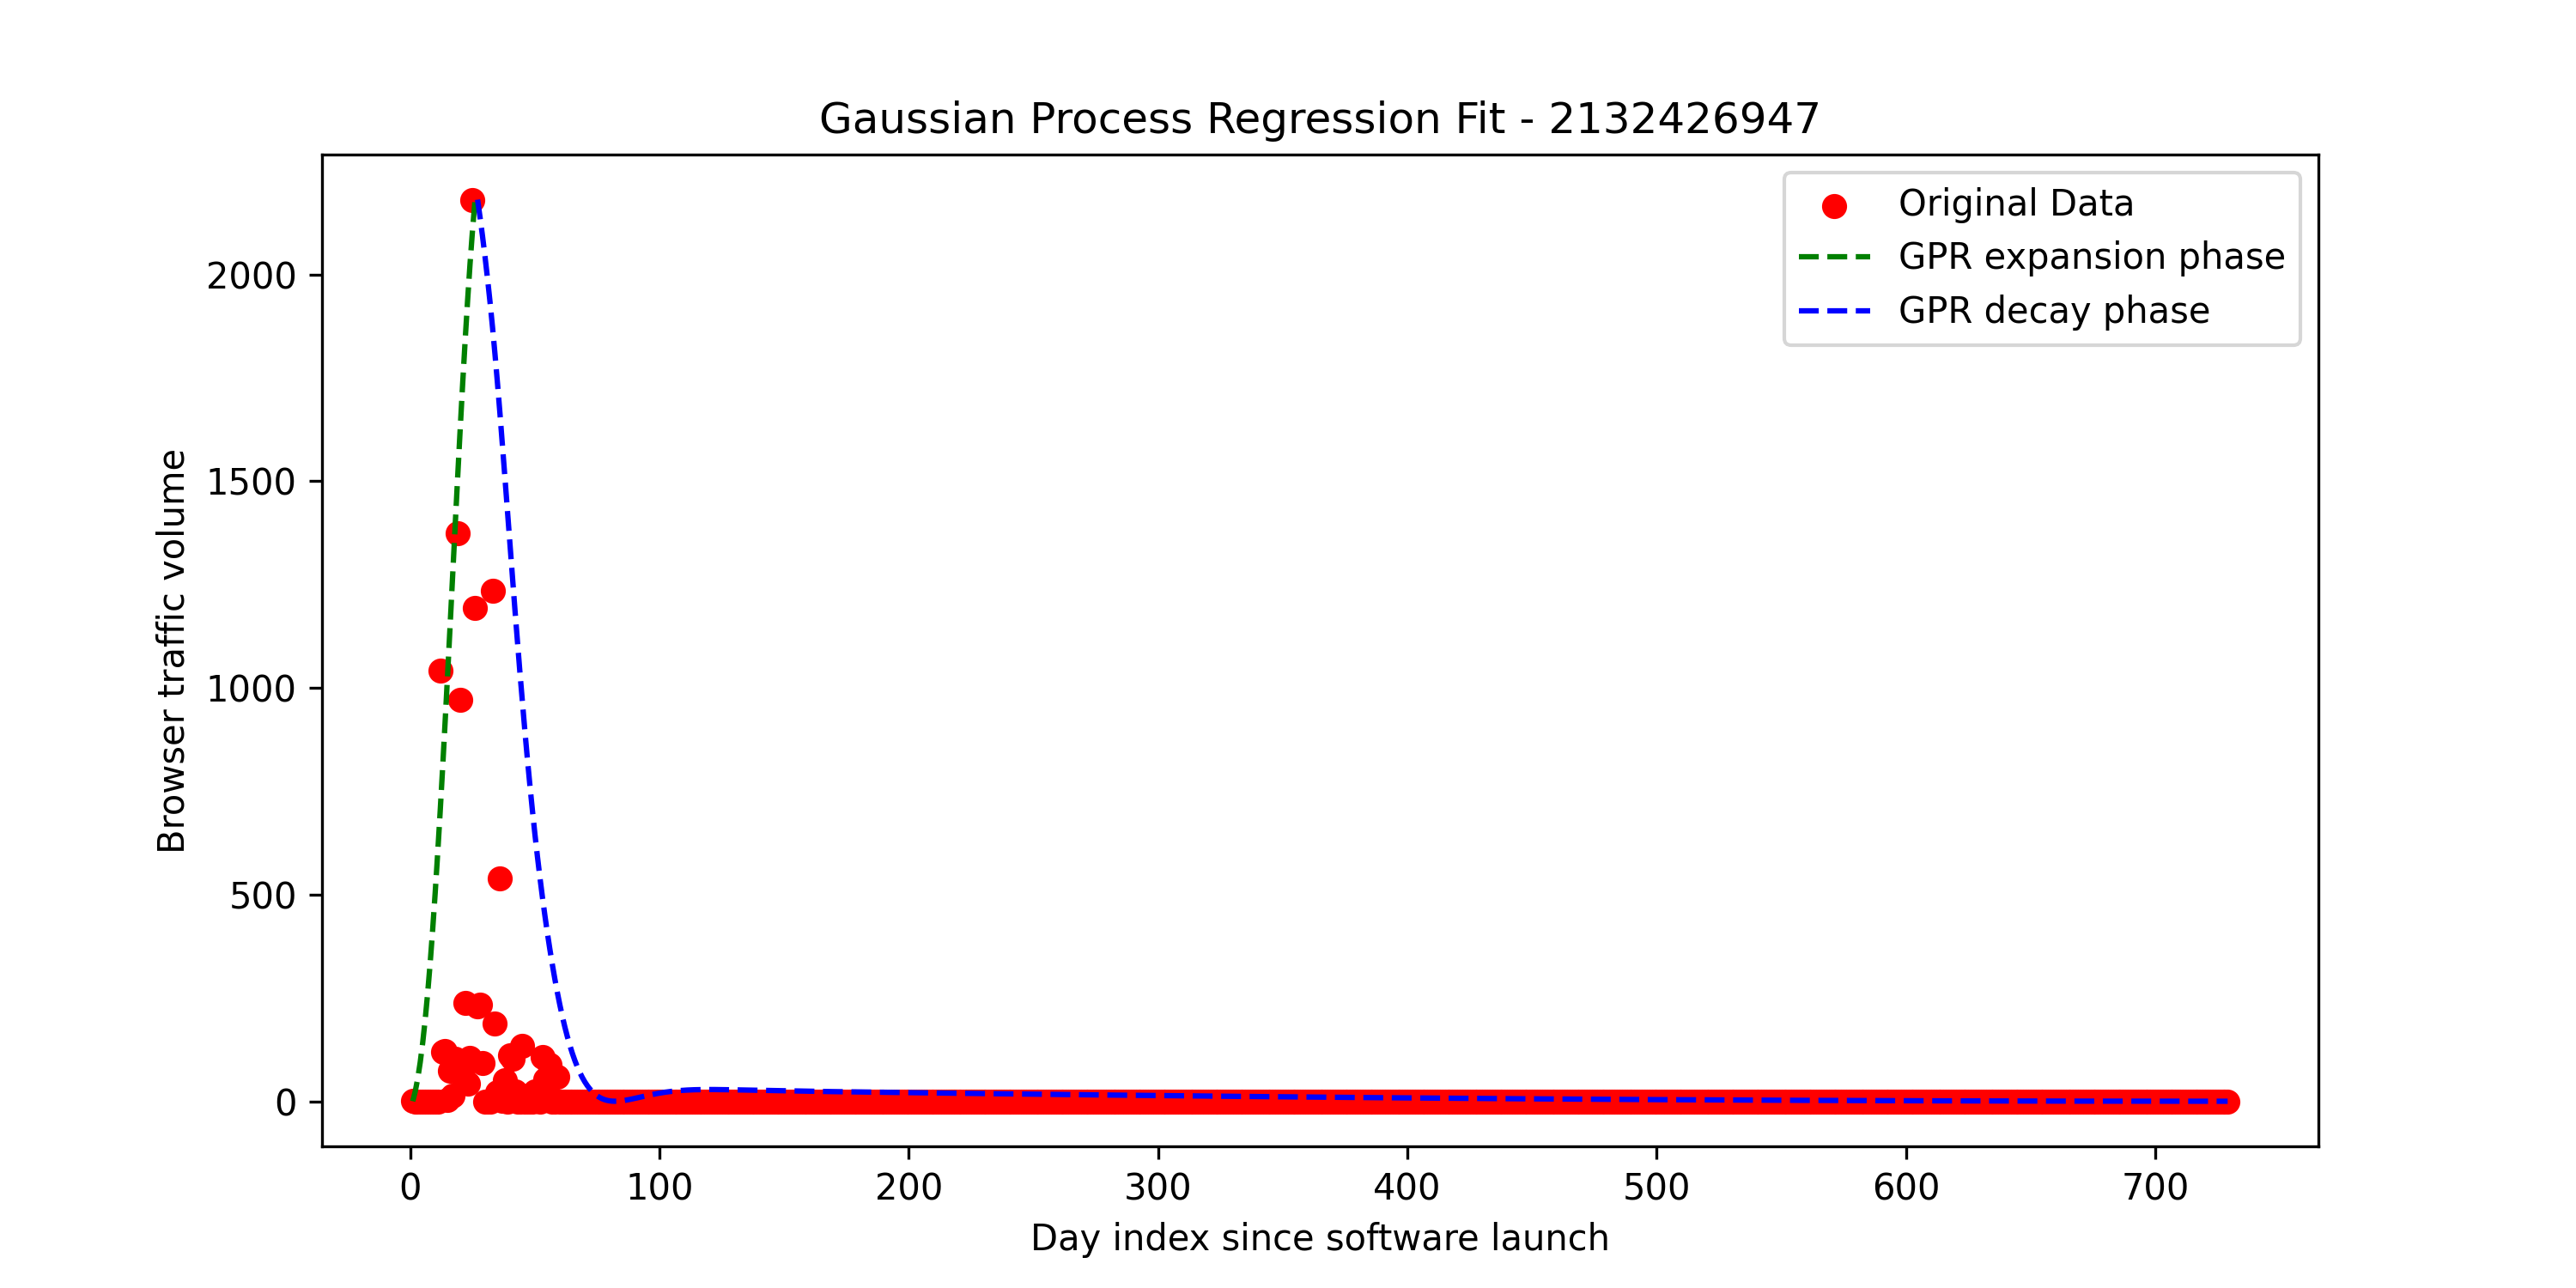 Gaussian Process Regression Fit - 2132426947
Original Data
GPR expansion phase
GPR decay phase
Browser traffic volume
2000
1500
1000
500
0
0 100 200 300 400 500 600 700
Day index since software launch